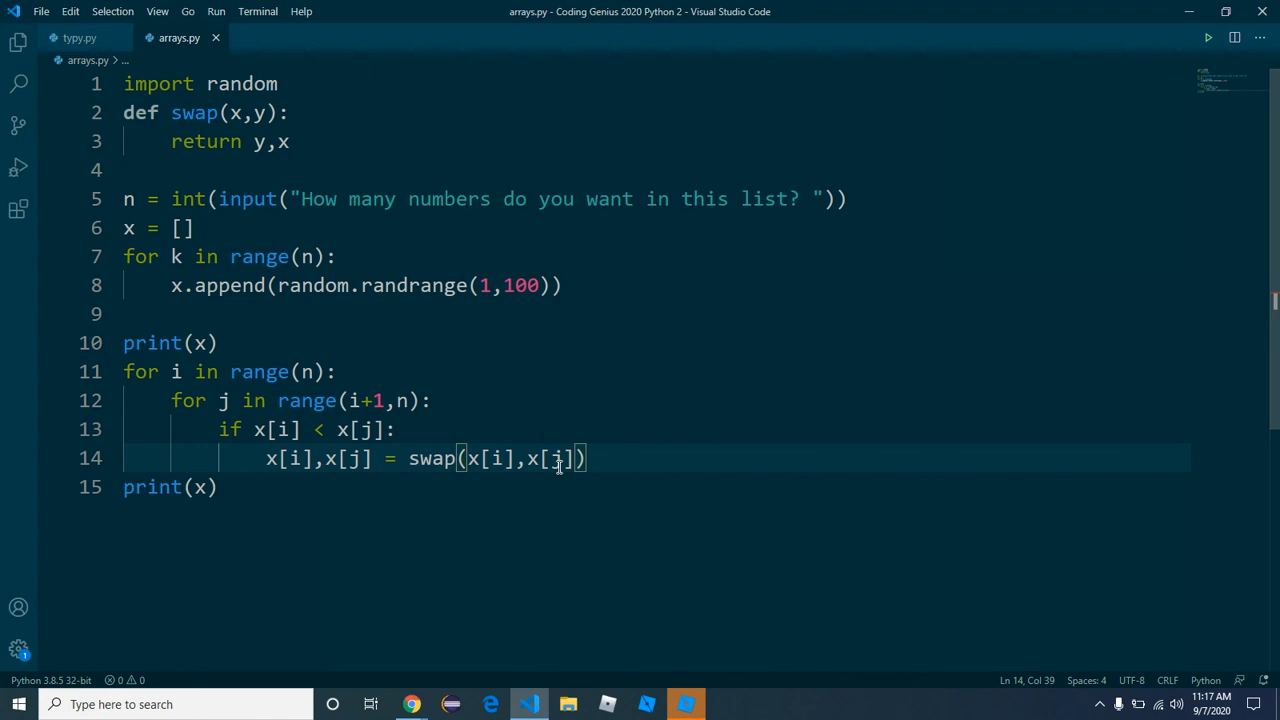 File Edit Selection View Go Run Terminal Help arrays.py - Coding Genius 2020 Python 2 - Visual Studio Code
typy.py arrays.py
arrays.py > ...
1 import random
2 def swap(x,y):
3 return y,x
4
5 n = int(input("How many numbers do you want in this list? "))
6 x = []
7 for k in range(n):
8 x.append(random.randrange(1,100))
9
10 print(x)
11 for i in range(n):
12 for j in range(i+1,n):
13 if x[i] < x[j]:
14 x[i],x[j] = swap(x[i],x[j])
15 print(x)
1
Python 3.8.5 32-bit 0 0 Ln 14, Col 39 Spaces: 4 UTF-8 CRLF Python
Type here to search
11:17 AM
9/7/2020